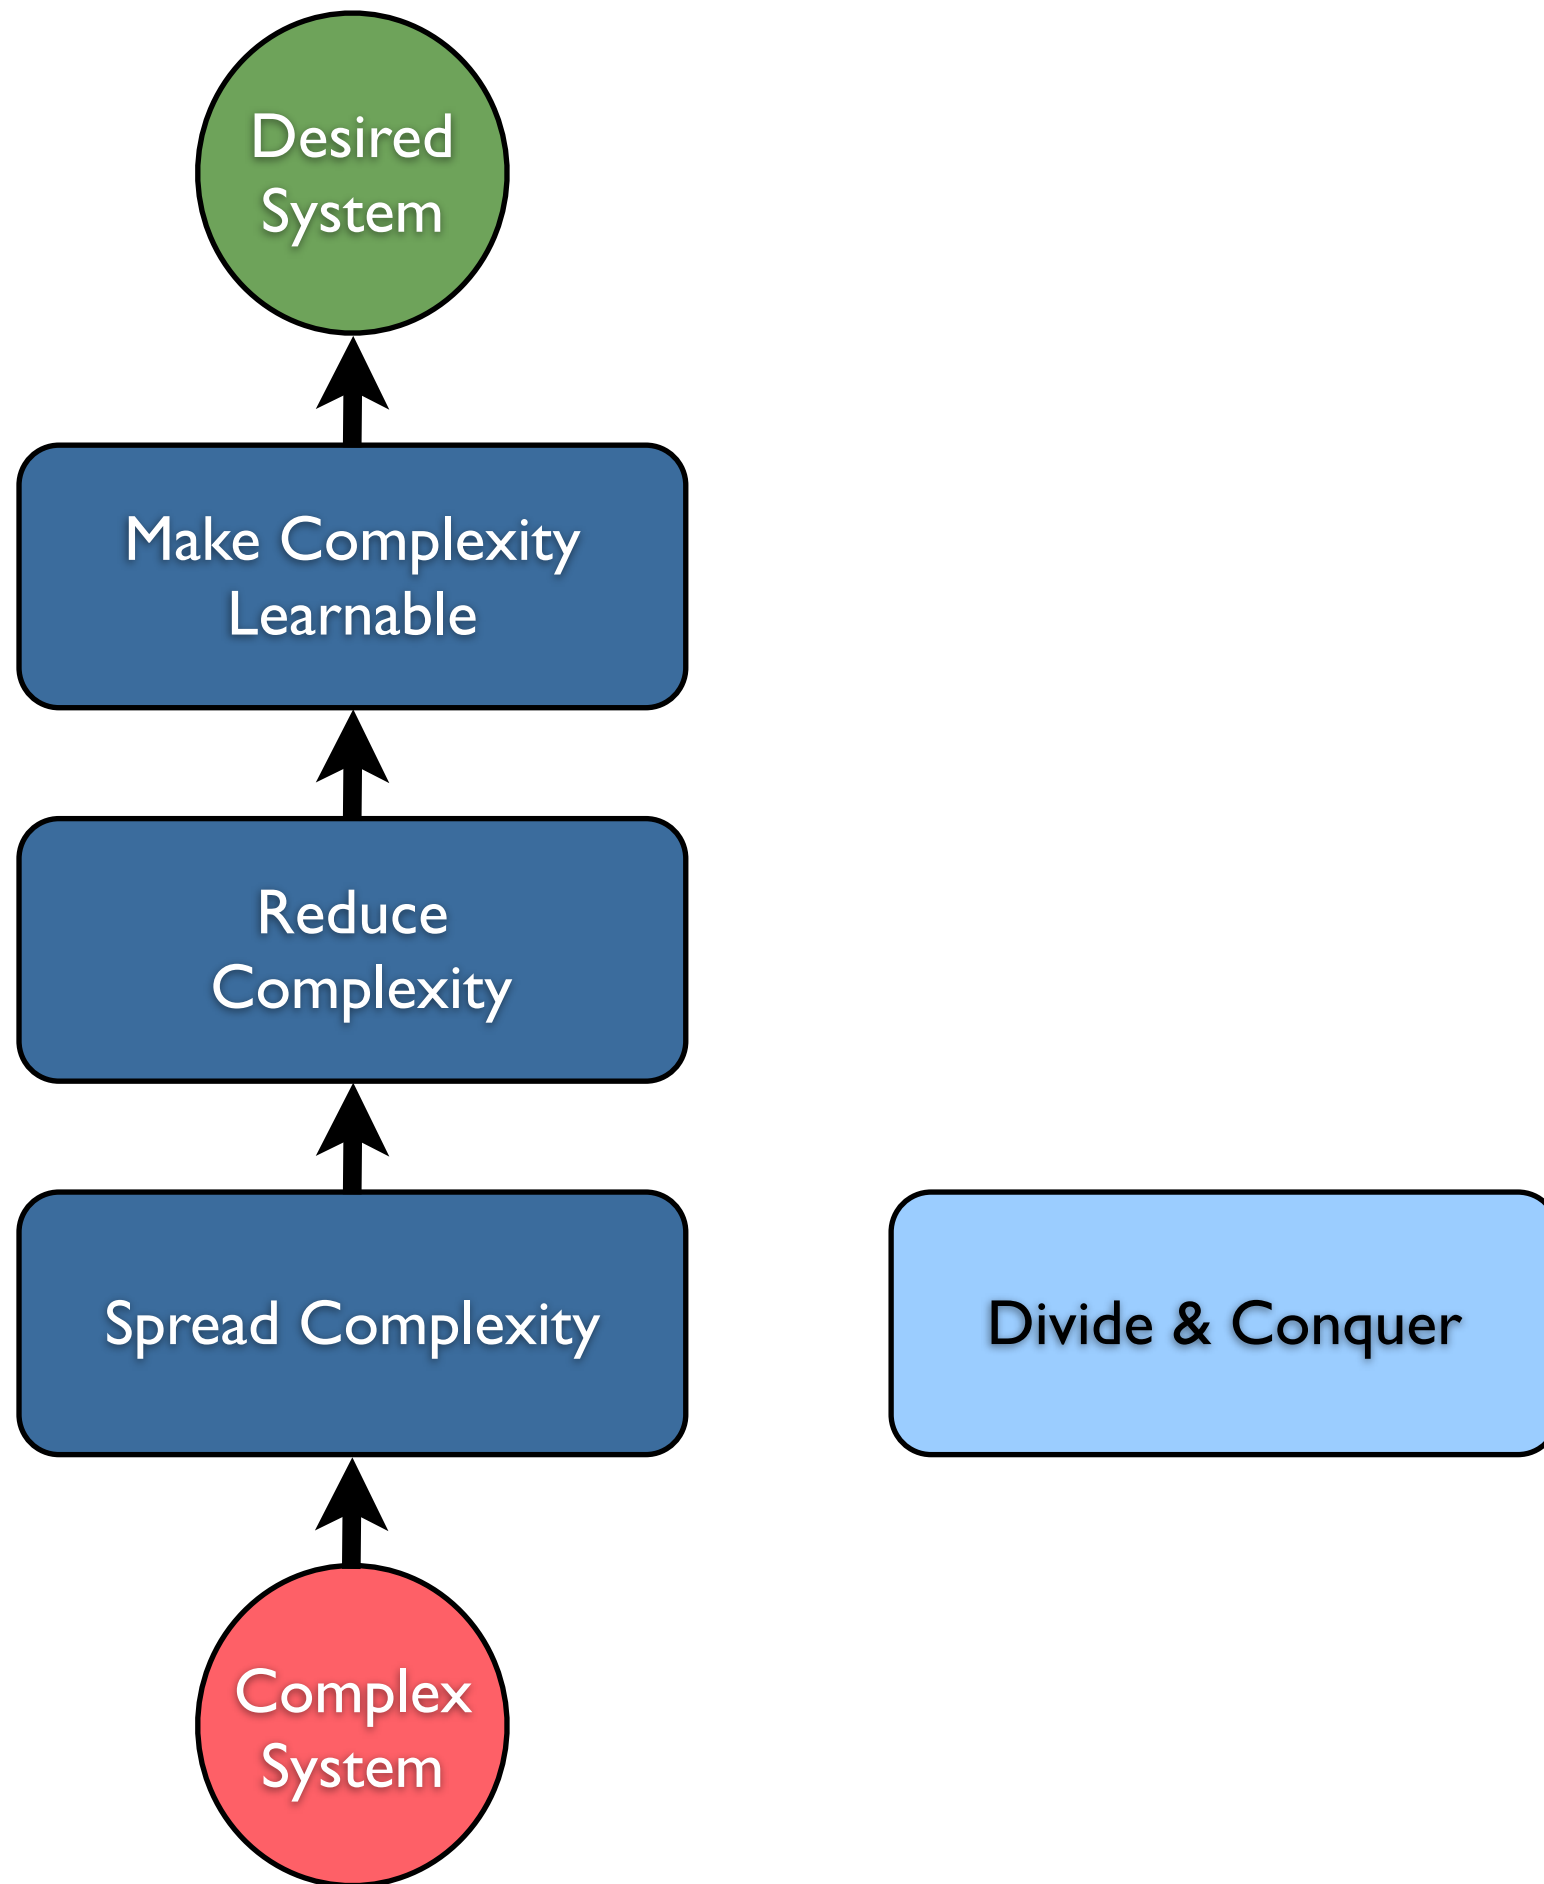 Desired
System
Make Complexity
Learnable
Reduce
Complexity
Spread Complexity
Divide & Conquer
Complex
System